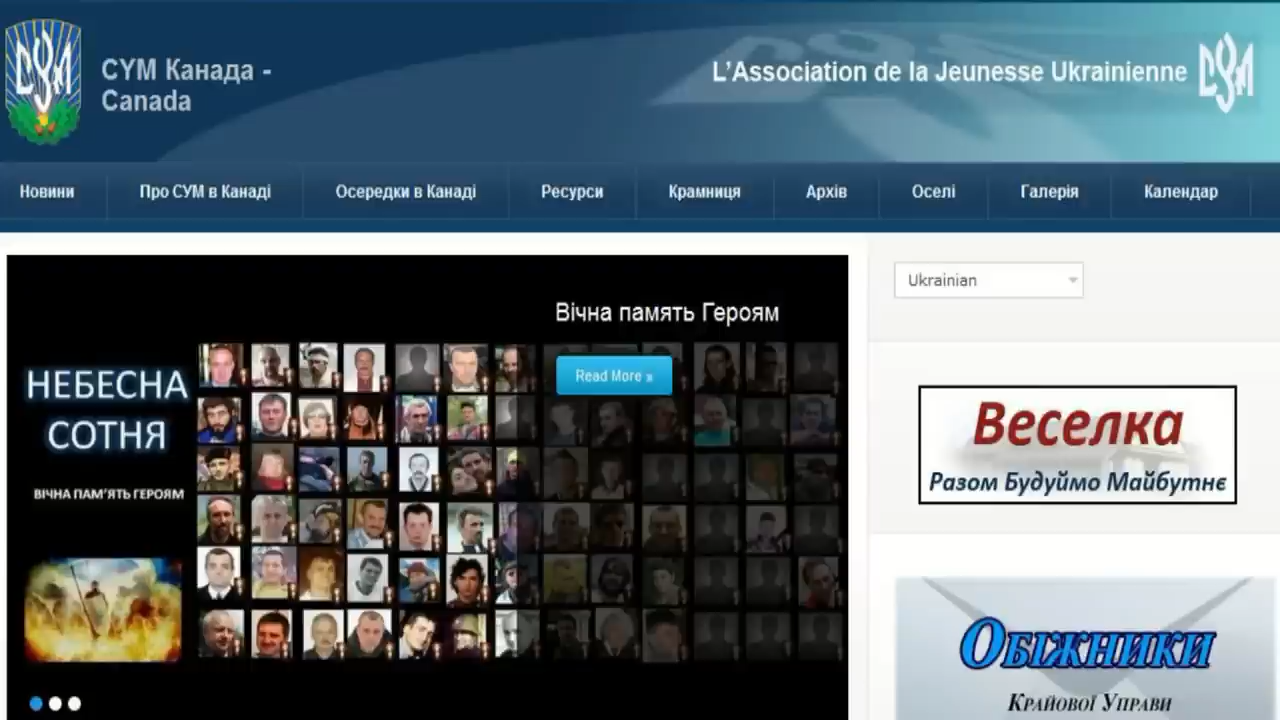 СУМ
СУМ Канада -
Canada
L'Association de la Jeunesse Ukrainienne
СУМ
Новини
Про СУМ в Канаді
Осередки в Канаді
Ресурси
Крамниця
Архів
Оселі
Галерія
Календар
Ukrainian
Вічна память Героям
Read More »
НЕБЕСНА
СОТНЯ
ВІЧНА ПАМ'ЯТЬ ГЕРОЯМ
Веселка
Разом Будуймо Майбутнє
Обіжники
Крайової Управи